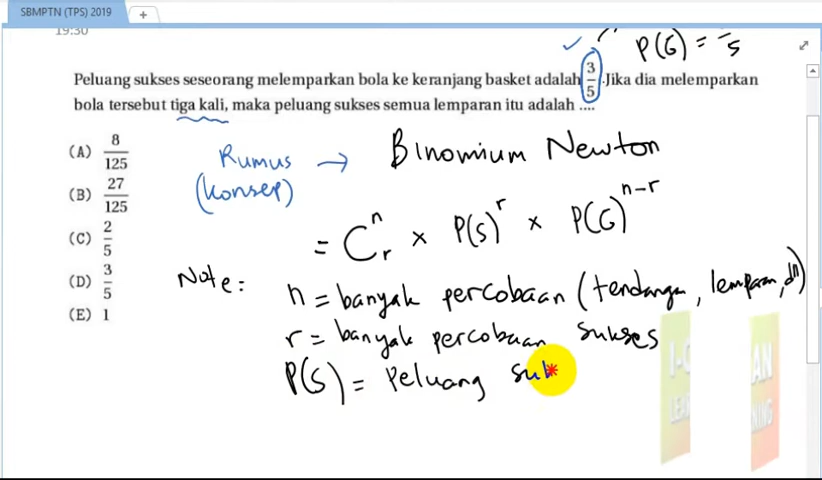 SBMPTN (TPS) 2019
19:30
P(G) = 5
Peluang sukses seseorang melemparkan bola ke keranjang basket adalah 3/5. Jika dia melemparkan
bola tersebut tiga kali, maka peluang sukses semua lemparan itu adalah ....
(A) 8/125
(B) 27/125
(C) 2/5
(D) 3/5
(E) 1
Rumus → Binomium Newton
(Konsep)
= C n r × P(S)^r × P(G)^n-r
Note:
n = banyak percobaan (tendangan, lemparan, dll)
r = banyak percobaan sukses
P(S) = Peluang suk